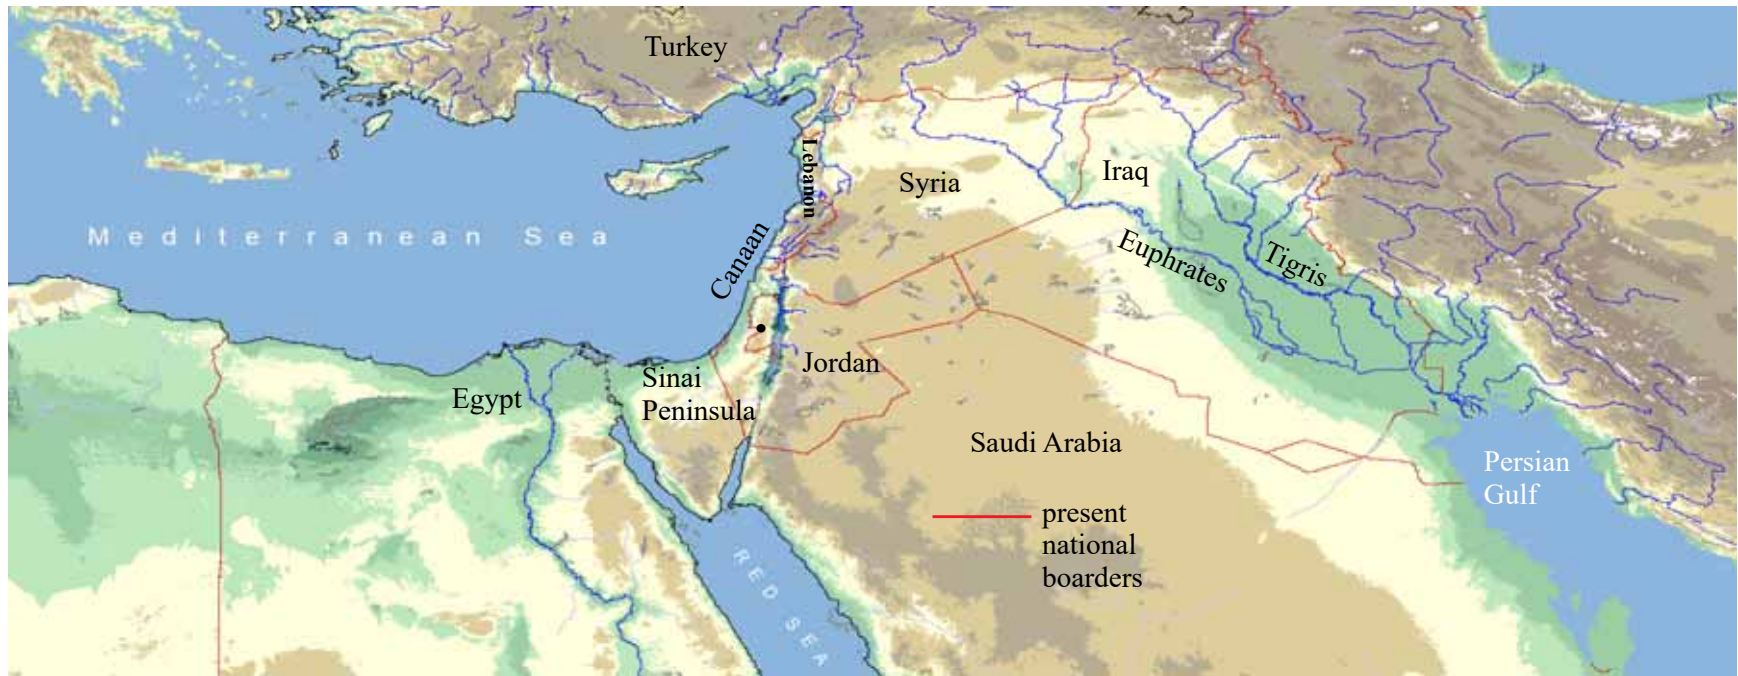 Turkey
Lebanon
Syria
Iraq
Mediterranean Sea
Canaan
Euphrates
Tigris
Jordan
Sinai
Peninsula
Egypt
Saudi Arabia
Persian
Gulf
present
national
boarders
RED SEA